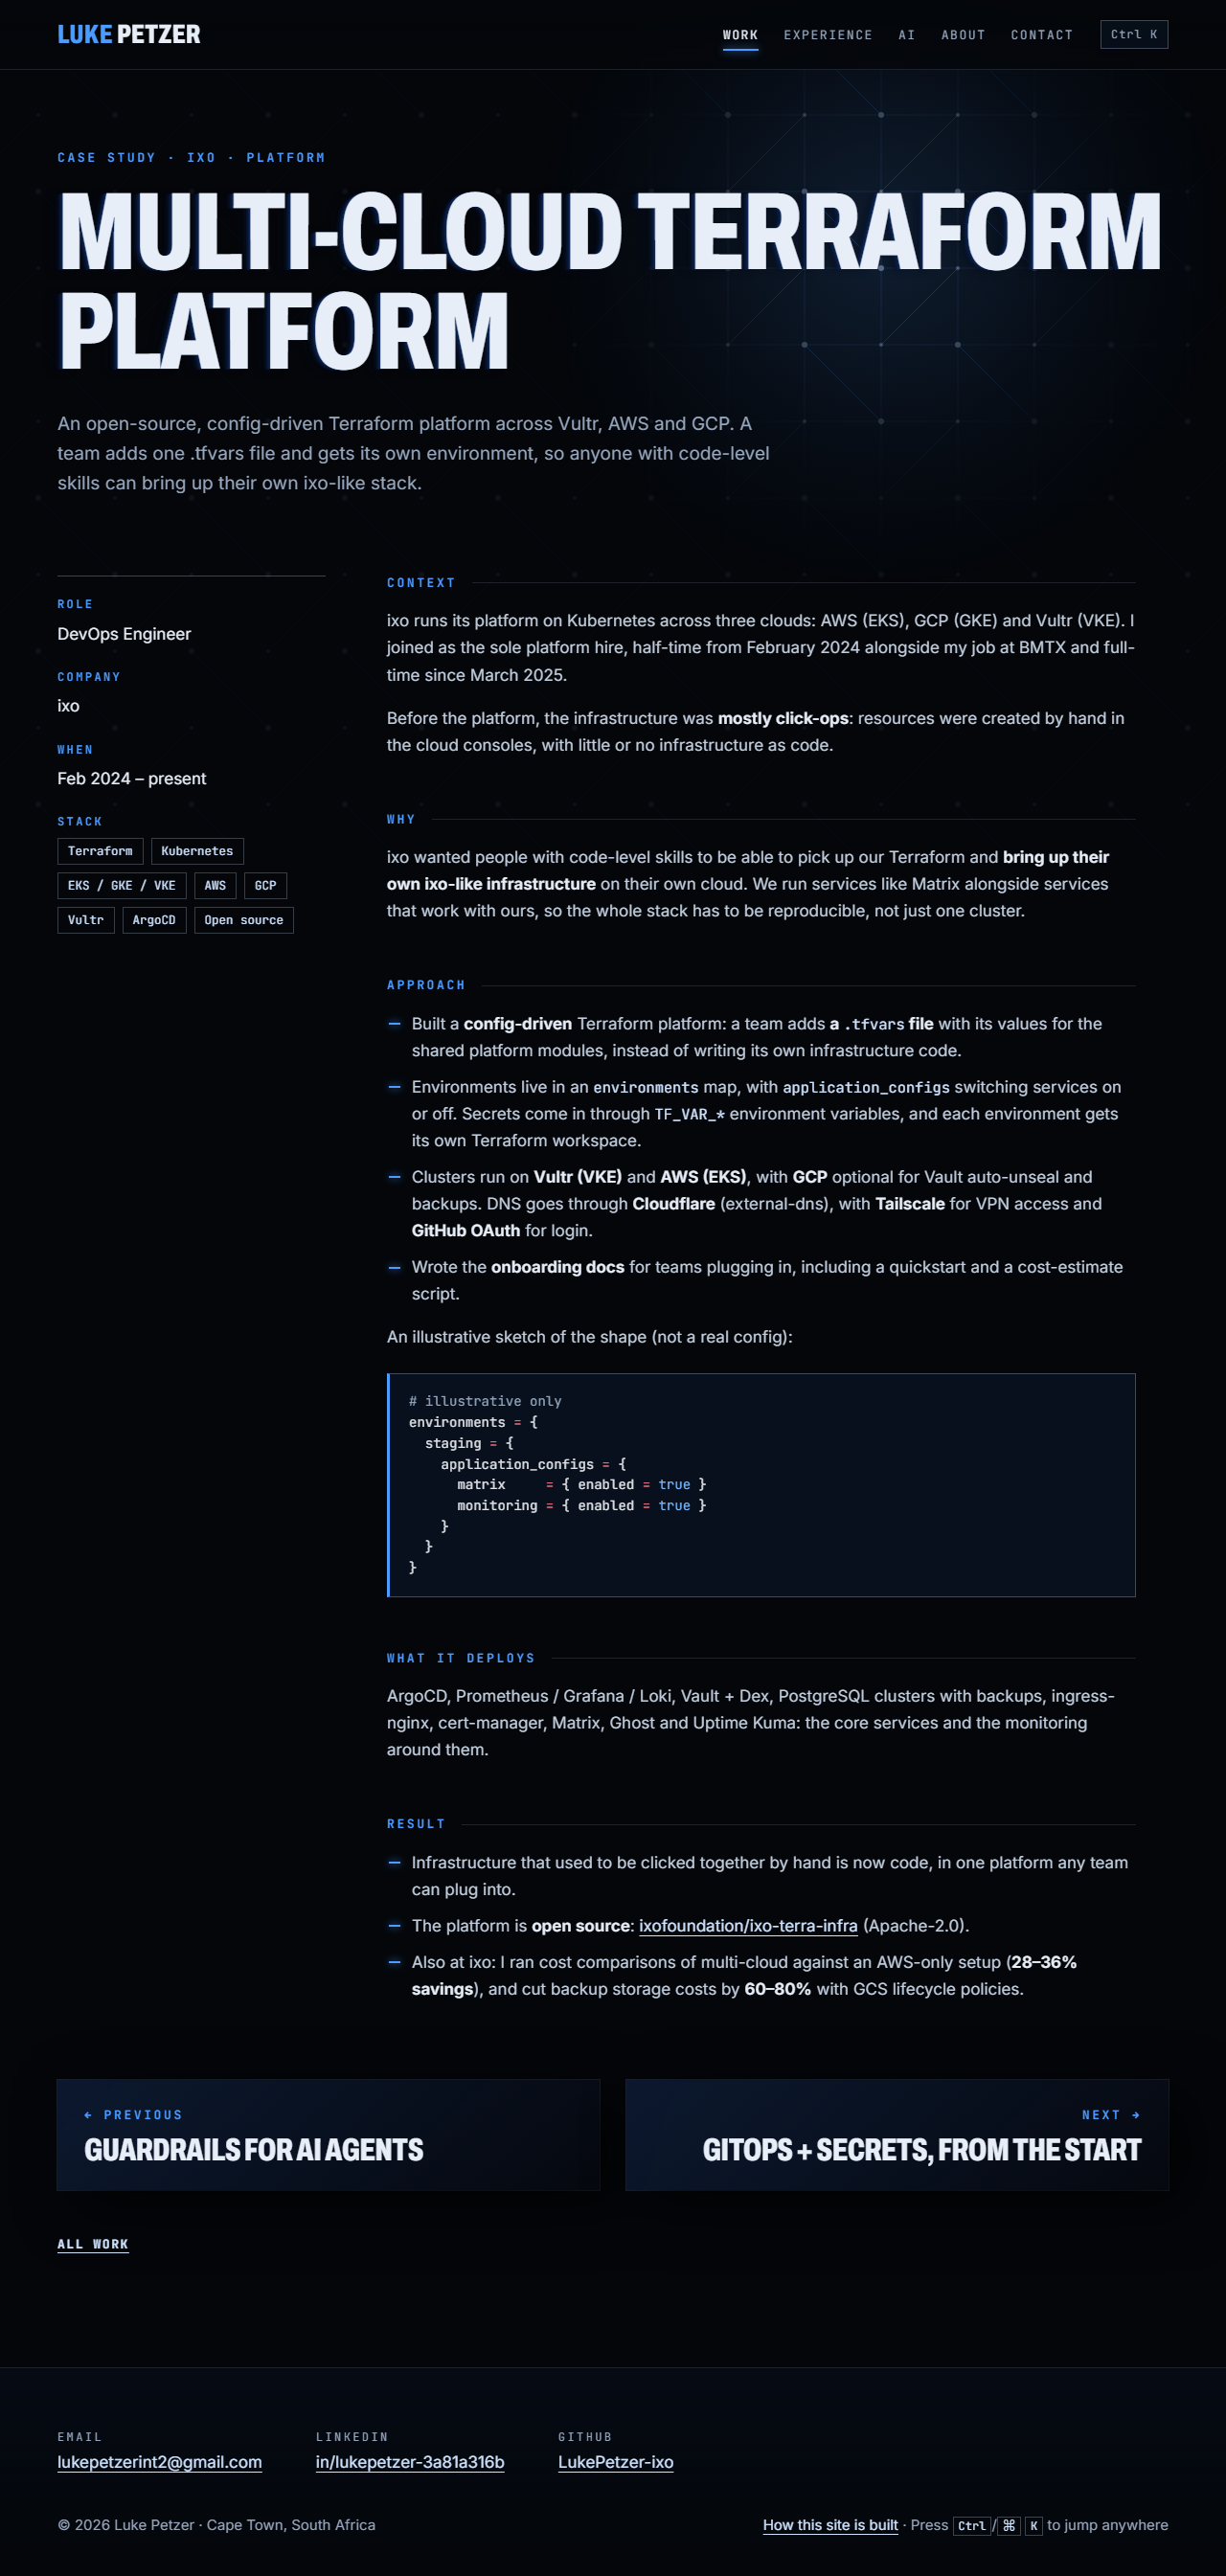 LUKE PETZER
WORK EXPERIENCE AI ABOUT CONTACT Ctrl K
CASE STUDY · IXO · PLATFORM
MULTI-CLOUD TERRAFORM
PLATFORM
An open-source, config-driven Terraform platform across Vultr, AWS and GCP. A
team adds one .tfvars file and gets its own environment, so anyone with code-level
skills can bring up their own ixo-like stack.
ROLE
DevOps Engineer
COMPANY
ixo
WHEN
Feb 2024 – present
STACK
Terraform Kubernetes
EKS / GKE / VKE AWS GCP
Vultr ArgoCD Open source
CONTEXT
ixo runs its platform on Kubernetes across three clouds: AWS (EKS), GCP (GKE) and Vultr (VKE). I
joined as the sole platform hire, half-time from February 2024 alongside my job at BMTX and full-
time since March 2025.
Before the platform, the infrastructure was mostly click-ops: resources were created by hand in
the cloud consoles, with little or no infrastructure as code.
WHY
ixo wanted people with code-level skills to be able to pick up our Terraform and bring up their
own ixo-like infrastructure on their own cloud. We run services like Matrix alongside services
that work with ours, so the whole stack has to be reproducible, not just one cluster.
APPROACH
— Built a config-driven Terraform platform: a team adds a .tfvars file with its values for the
shared platform modules, instead of writing its own infrastructure code.
— Environments live in an environments map, with application_configs switching services on
or off. Secrets come in through TF_VAR_* environment variables, and each environment gets
its own Terraform workspace.
— Clusters run on Vultr (VKE) and AWS (EKS), with GCP optional for Vault auto-unseal and
backups. DNS goes through Cloudflare (external-dns), with Tailscale for VPN access and
GitHub OAuth for login.
— Wrote the onboarding docs for teams plugging in, including a quickstart and a cost-estimate
script.
An illustrative sketch of the shape (not a real config):
# illustrative only
environments = {
  staging = {
    application_configs = {
      matrix     = { enabled = true }
      monitoring = { enabled = true }
    }
  }
}
WHAT IT DEPLOYS
ArgoCD, Prometheus / Grafana / Loki, Vault + Dex, PostgreSQL clusters with backups, ingress-
nginx, cert-manager, Matrix, Ghost and Uptime Kuma: the core services and the monitoring
around them.
RESULT
— Infrastructure that used to be clicked together by hand is now code, in one platform any team
can plug into.
— The platform is open source: ixofoundation/ixo-terra-infra (Apache-2.0).
— Also at ixo: I ran cost comparisons of multi-cloud against an AWS-only setup (28–36%
savings), and cut backup storage costs by 60–80% with GCS lifecycle policies.
← PREVIOUS
GUARDRAILS FOR AI AGENTS
NEXT →
GITOPS + SECRETS, FROM THE START
ALL WORK
EMAIL
lukepetzerint2@gmail.com
LINKEDIN
in/lukepetzer-3a81a316b
GITHUB
LukePetzer-ixo
© 2026 Luke Petzer · Cape Town, South Africa
How this site is built · Press Ctrl/⌘ K to jump anywhere